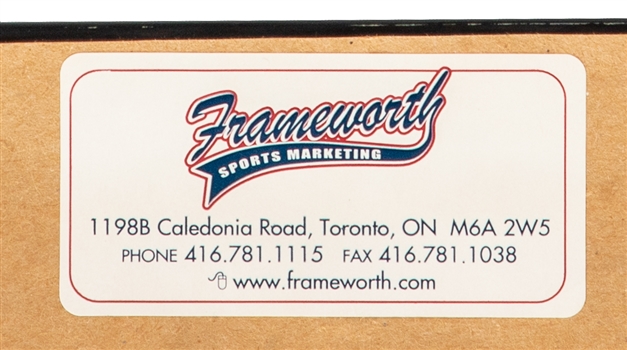 Frameworth
SPORTS MARKETING
1198B Caledonia Road, Toronto, ON M6A 2W5
PHONE 416.781.1115 FAX 416.781.1038
www.frameworth.com